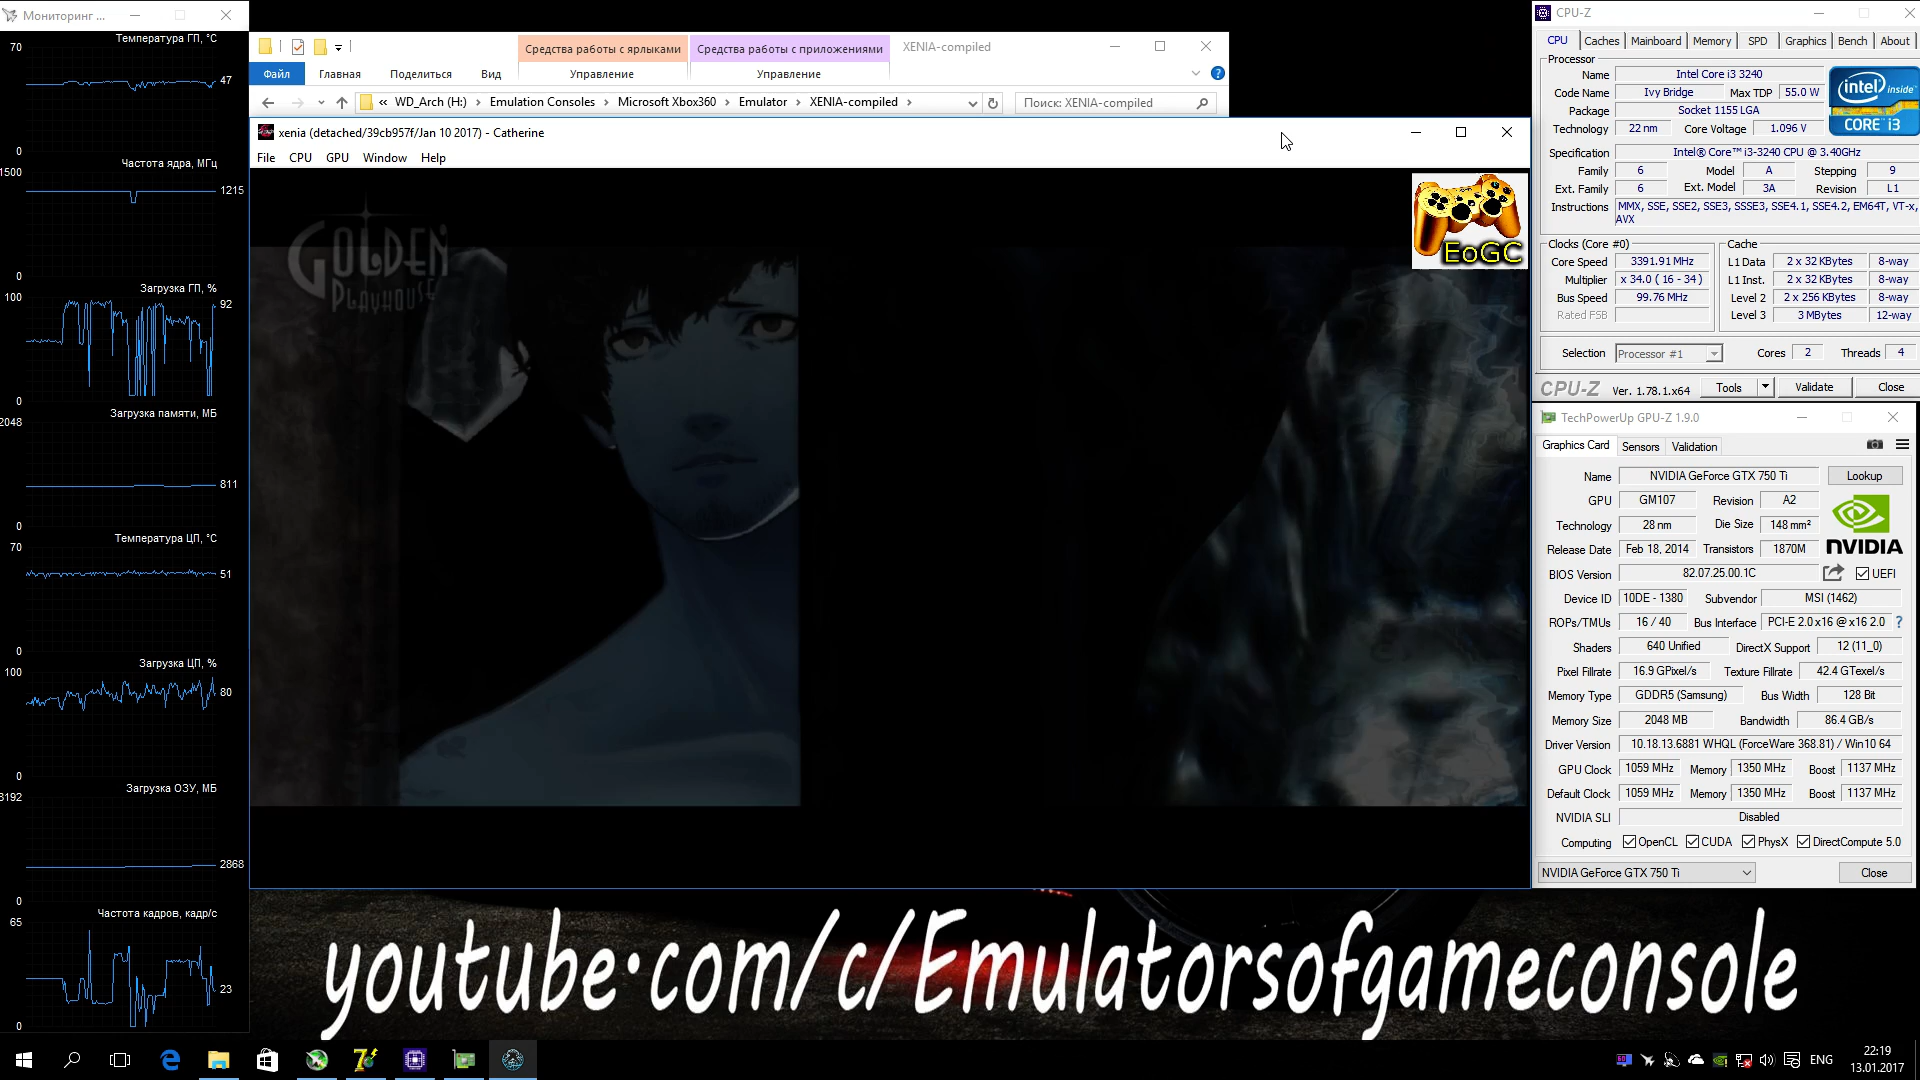 Мониторинг ...
Температура ГП, °C
70
47
0
Частота ядра, МГц
1500
1215
0
Загрузка ГП, %
100
92
0
Загрузка памяти, МБ
2048
811
0
Температура ЦП, °C
70
51
0
Загрузка ЦП, %
100
80
0
Загрузка ОЗУ, МБ
8192
2868
0
Частота кадров, кадр/с
65
23
0
Средства работы с ярлыками
Средства работы с приложениями
XENIA-compiled
Файл Главная Поделиться Вид Управление Управление
« WD_Arch (H:) Emulation Consoles Microsoft Xbox360 Emulator XENIA-compiled
Поиск: XENIA-compiled
xenia (detached/39cb957f/Jan 10 2017) - Catherine
File CPU GPU Window Help
GOLDEN
PLAYHOUSE
EoGC
youtube.com/c/Emulatorsofgameconsole
CPU-Z
CPU Caches Mainboard Memory SPD Graphics Bench About
Processor
Name Intel Core i3 3240
Code Name Ivy Bridge Max TDP 55.0 W
Package Socket 1155 LGA
Technology 22 nm Core Voltage 1.096 V
intel inside™
CORE i3
Specification Intel® Core™ i3-3240 CPU @ 3.40GHz
Family 6 Model A Stepping 9
Ext. Family 6 Ext. Model 3A Revision L1
Instructions MMX, SSE, SSE2, SSE3, SSSE3, SSE4.1, SSE4.2, EM64T, VT-x,
AVX
Clocks (Core #0)
Core Speed 3391.91 MHz
Multiplier x 34.0 ( 16 - 34 )
Bus Speed 99.76 MHz
Rated FSB
Cache
L1 Data 2 x 32 KBytes 8-way
L1 Inst. 2 x 32 KBytes 8-way
Level 2 2 x 256 KBytes 8-way
Level 3 3 MBytes 12-way
Selection Processor #1 Cores 2 Threads 4
CPU-Z Ver. 1.78.1.x64 Tools Validate Close
TechPowerUp GPU-Z 1.9.0
Graphics Card Sensors Validation
Name NVIDIA GeForce GTX 750 Ti Lookup
GPU GM107 Revision A2
Technology 28 nm Die Size 148 mm²
Release Date Feb 18, 2014 Transistors 1870M
NVIDIA
BIOS Version 82.07.25.00.1C UEFI
Device ID 10DE - 1380 Subvendor MSI (1462)
ROPs/TMUs 16 / 40 Bus Interface PCI-E 2.0 x16 @ x16 2.0 ?
Shaders 640 Unified DirectX Support 12 (11_0)
Pixel Fillrate 16.9 GPixel/s Texture Fillrate 42.4 GTexel/s
Memory Type GDDR5 (Samsung) Bus Width 128 Bit
Memory Size 2048 MB Bandwidth 86.4 GB/s
Driver Version 10.18.13.6881 WHQL (ForceWare 368.81) / Win10 64
GPU Clock 1059 MHz Memory 1350 MHz Boost 1137 MHz
Default Clock 1059 MHz Memory 1350 MHz Boost 1137 MHz
NVIDIA SLI Disabled
Computing OpenCL CUDA PhysX DirectCompute 5.0
NVIDIA GeForce GTX 750 Ti Close
ENG
22:19
13.01.2017